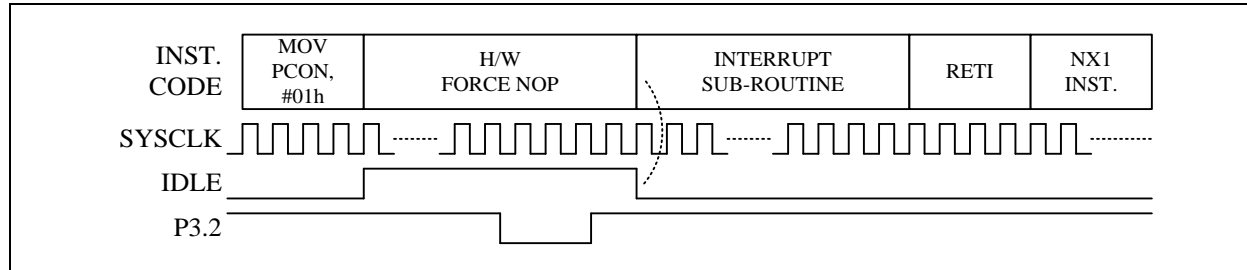 INST.
CODE
MOV
PCON,
#01h
H/W
FORCE NOP
INTERRUPT
SUB-ROUTINE
RETI
NX1
INST.
SYSCLK
IDLE
P3.2